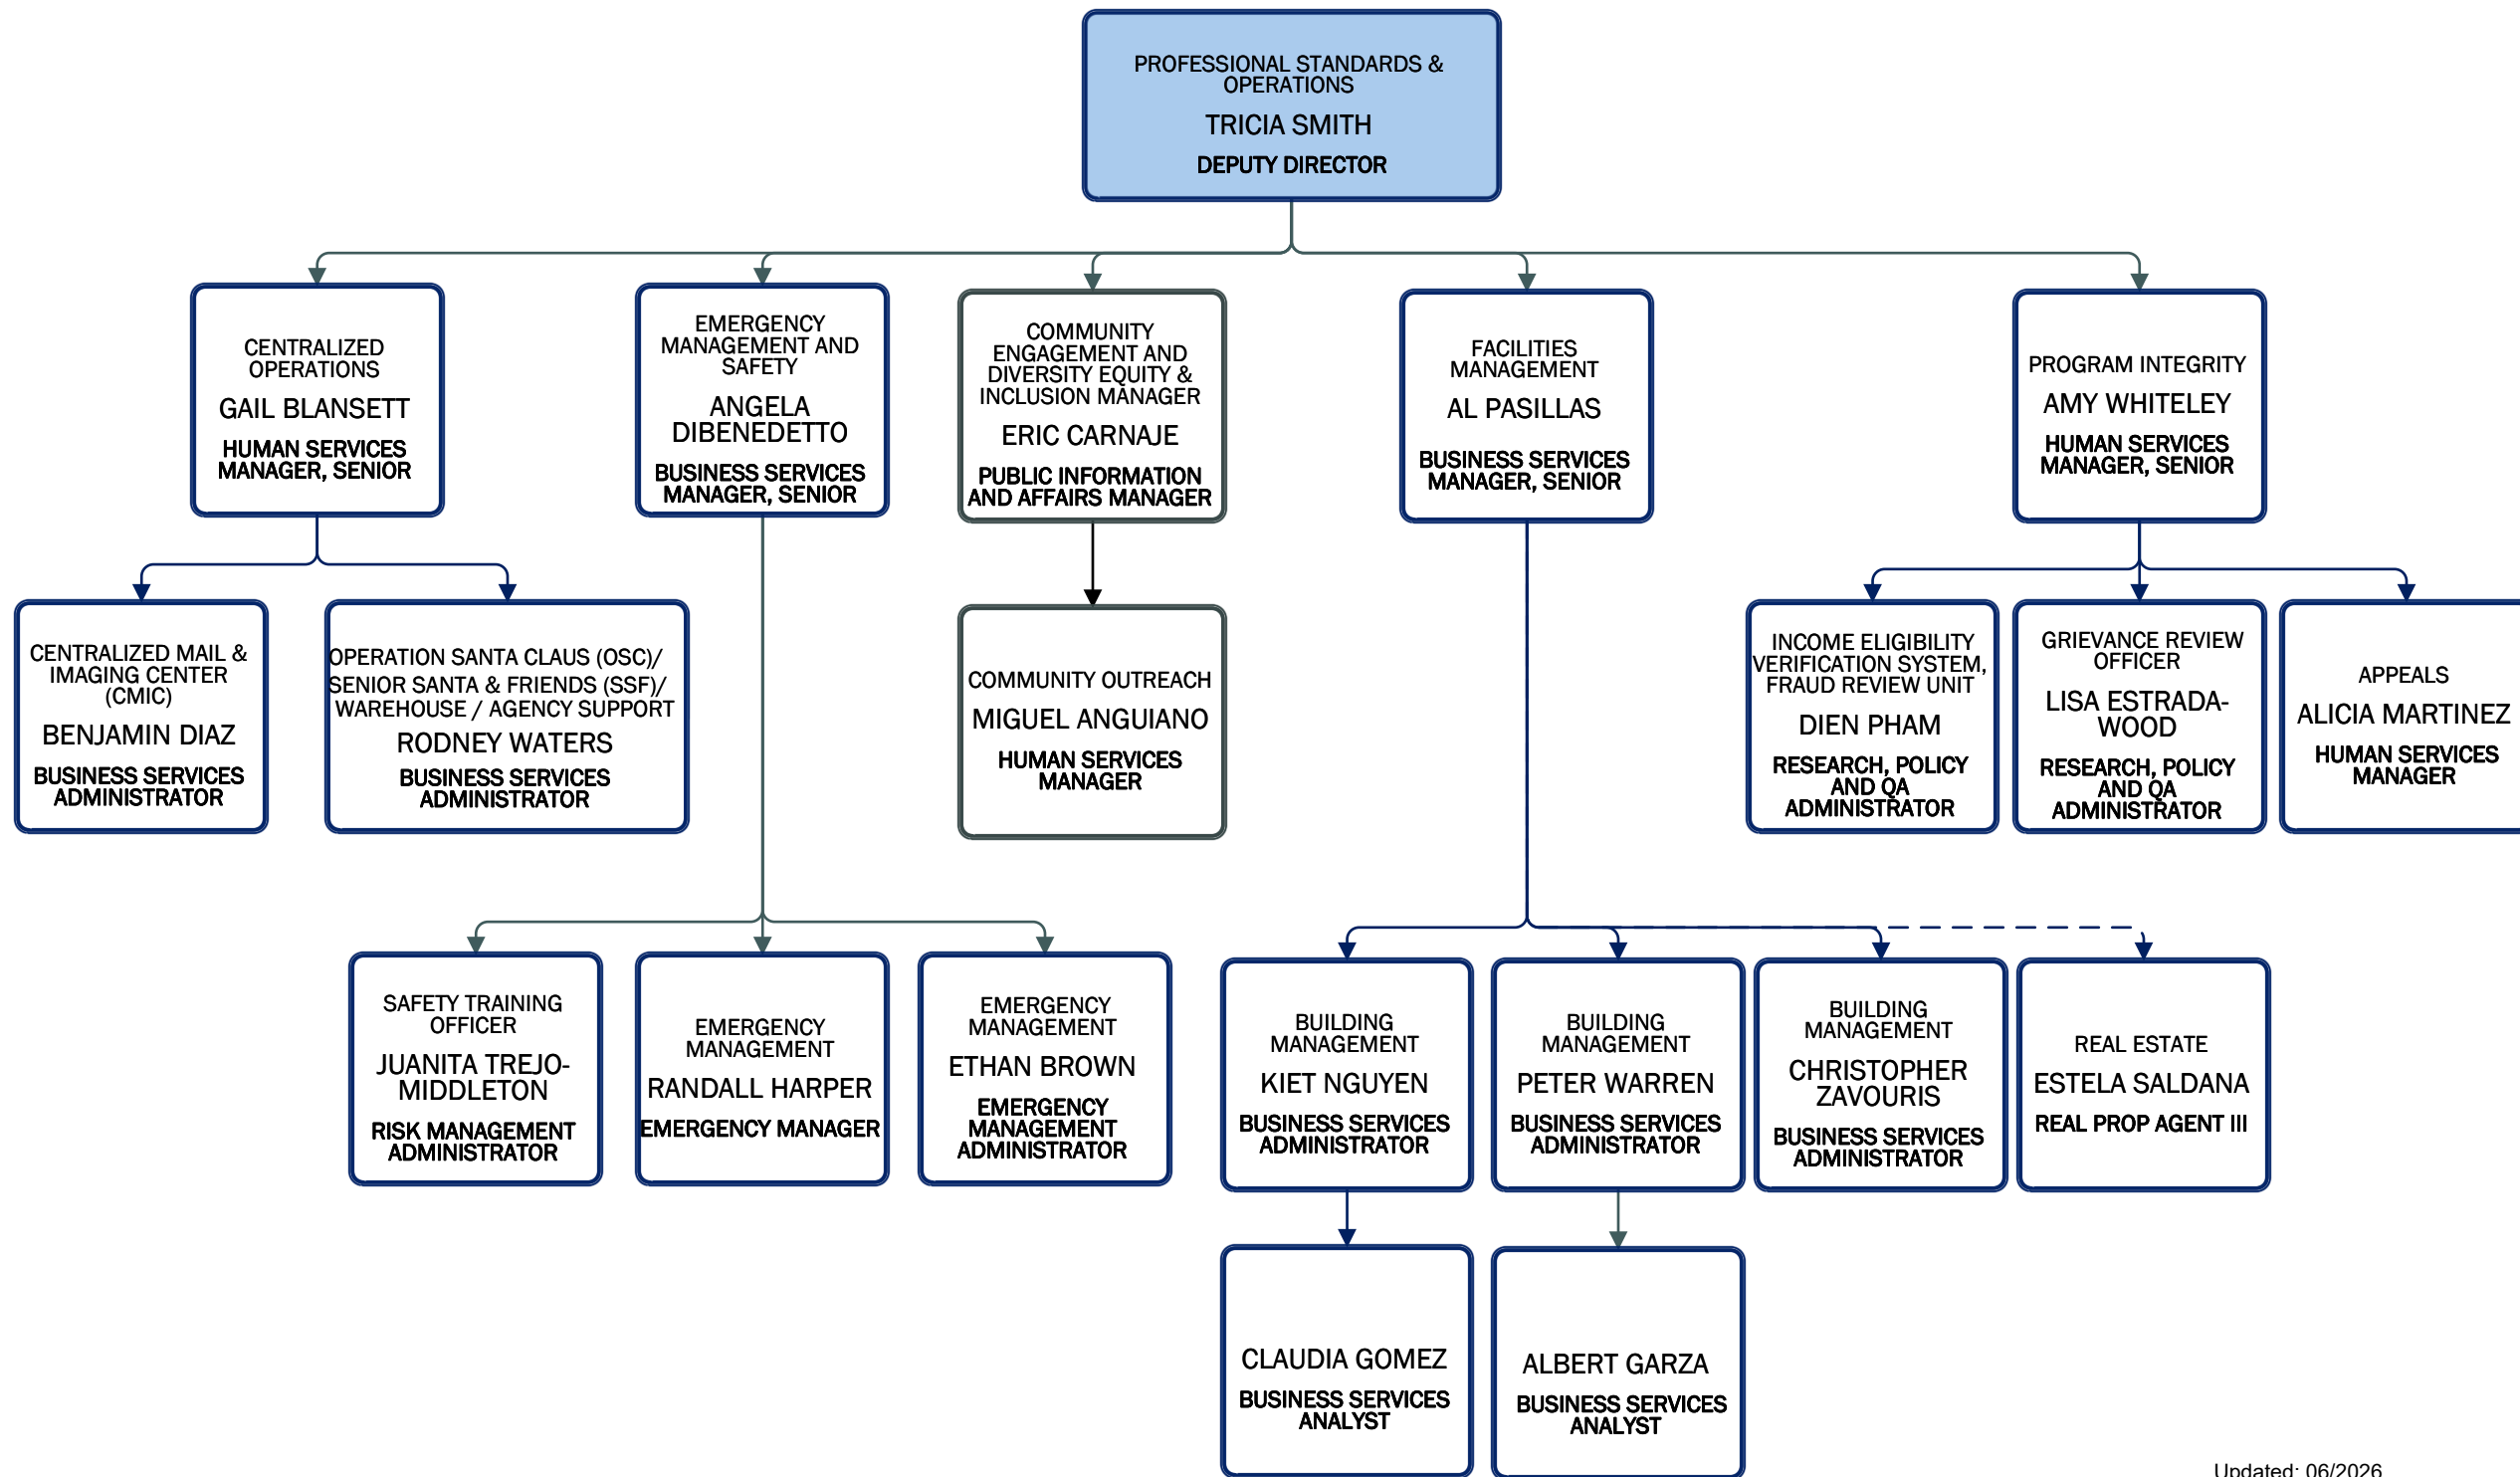 PROFESSIONAL STANDARDS &
OPERATIONS
TRICIA SMITH
DEPUTY DIRECTOR
CENTRALIZED
OPERATIONS
GAIL BLANSETT
HUMAN SERVICES
MANAGER, SENIOR
EMERGENCY
MANAGEMENT AND
SAFETY
ANGELA
DIBENEDETTO
BUSINESS SERVICES
MANAGER, SENIOR
COMMUNITY
ENGAGEMENT AND
DIVERSITY EQUITY &
INCLUSION MANAGER
ERIC CARNAJE
PUBLIC INFORMATION
AND AFFAIRS MANAGER
FACILITIES
MANAGEMENT
AL PASILLAS
BUSINESS SERVICES
MANAGER, SENIOR
PROGRAM INTEGRITY
AMY WHITELEY
HUMAN SERVICES
MANAGER, SENIOR
CENTRALIZED MAIL &
IMAGING CENTER
(CMIC)
BENJAMIN DIAZ
BUSINESS SERVICES
ADMINISTRATOR
OPERATION SANTA CLAUS (OSC)/
SENIOR SANTA & FRIENDS (SSF)/
WAREHOUSE / AGENCY SUPPORT
RODNEY WATERS
BUSINESS SERVICES
ADMINISTRATOR
COMMUNITY OUTREACH
MIGUEL ANGUIANO
HUMAN SERVICES
MANAGER
INCOME ELIGIBILITY
VERIFICATION SYSTEM,
FRAUD REVIEW UNIT
DIEN PHAM
RESEARCH, POLICY
AND QA
ADMINISTRATOR
GRIEVANCE REVIEW
OFFICER
LISA ESTRADA-
WOOD
RESEARCH, POLICY
AND QA
ADMINISTRATOR
APPEALS
ALICIA MARTINEZ
HUMAN SERVICES
MANAGER
SAFETY TRAINING
OFFICER
JUANITA TREJO-
MIDDLETON
RISK MANAGEMENT
ADMINISTRATOR
EMERGENCY
MANAGEMENT
RANDALL HARPER
EMERGENCY MANAGER
EMERGENCY
MANAGEMENT
ETHAN BROWN
EMERGENCY
MANAGEMENT
ADMINISTRATOR
BUILDING
MANAGEMENT
KIET NGUYEN
BUSINESS SERVICES
ADMINISTRATOR
BUILDING
MANAGEMENT
PETER WARREN
BUSINESS SERVICES
ADMINISTRATOR
BUILDING
MANAGEMENT
CHRISTOPHER
ZAVOURIS
BUSINESS SERVICES
ADMINISTRATOR
REAL ESTATE
ESTELA SALDANA
REAL PROP AGENT III
CLAUDIA GOMEZ
BUSINESS SERVICES
ANALYST
ALBERT GARZA
BUSINESS SERVICES
ANALYST
Updated: 06/2026